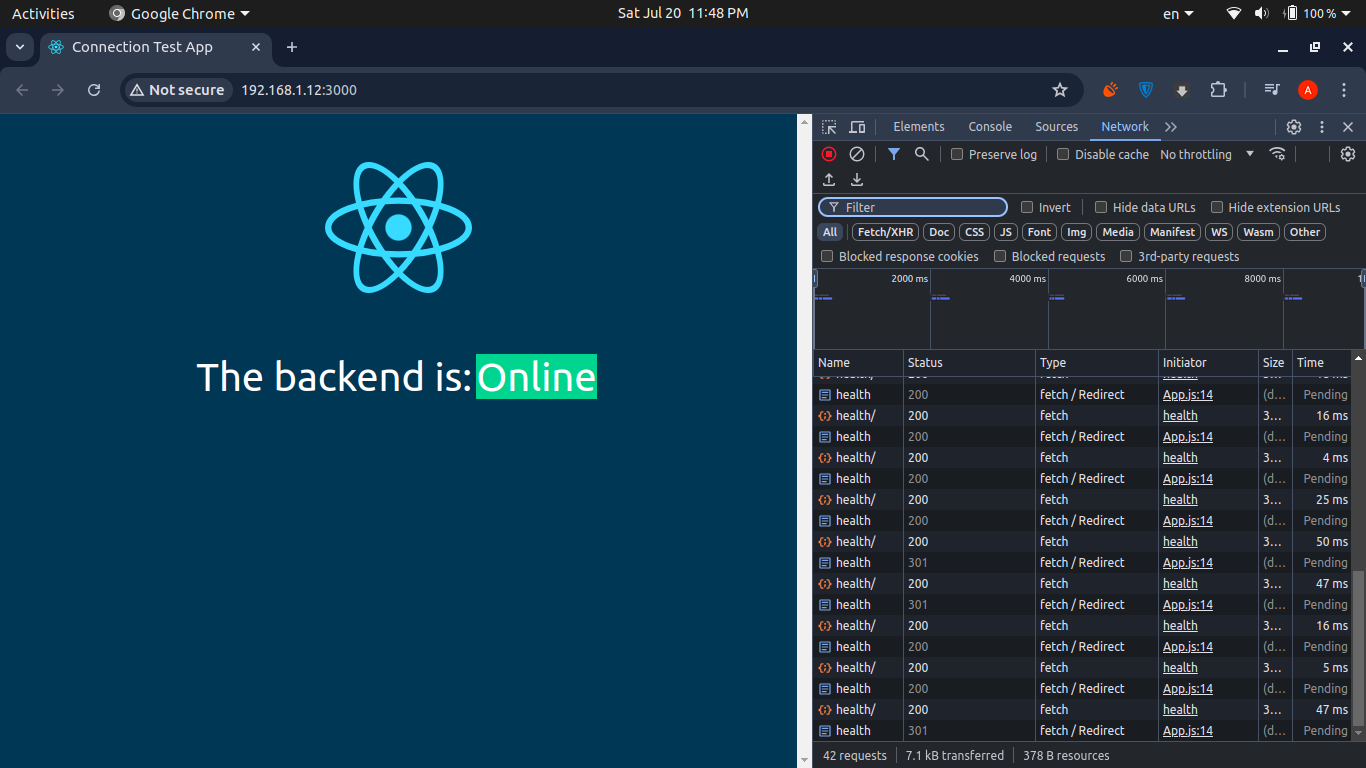 Activities Google Chrome Sat Jul 20 11:48 PM en 100 %
Connection Test App
Not secure 192.168.1.12:3000 A
The backend is: Online
Elements Console Sources Network
Preserve log Disable cache No throttling
Filter Invert Hide data URLs Hide extension URLs
All Fetch/XHR Doc CSS JS Font Img Media Manifest WS Wasm Other
Blocked response cookies Blocked requests 3rd-party requests
2000 ms 4000 ms 6000 ms 8000 ms
Name Status Type Initiator Size Time
health 200 fetch / Redirect App.js:14 (d... Pending
health/ 200 fetch health 3... 16 ms
health 200 fetch / Redirect App.js:14 (d... Pending
health/ 200 fetch health 3... 4 ms
health 200 fetch / Redirect App.js:14 (d... Pending
health/ 200 fetch health 3... 25 ms
health 200 fetch / Redirect App.js:14 (d... Pending
health/ 200 fetch health 3... 50 ms
health 301 fetch / Redirect App.js:14 (d... Pending
health/ 200 fetch health 3... 47 ms
health 301 fetch / Redirect App.js:14 (d... Pending
health/ 200 fetch health 3... 16 ms
health 200 fetch / Redirect App.js:14 (d... Pending
health/ 200 fetch health 3... 5 ms
health 200 fetch / Redirect App.js:14 (d... Pending
health/ 200 fetch health 3... 47 ms
health 301 fetch / Redirect App.js:14 (d... Pending
42 requests 7.1 kB transferred 378 B resources